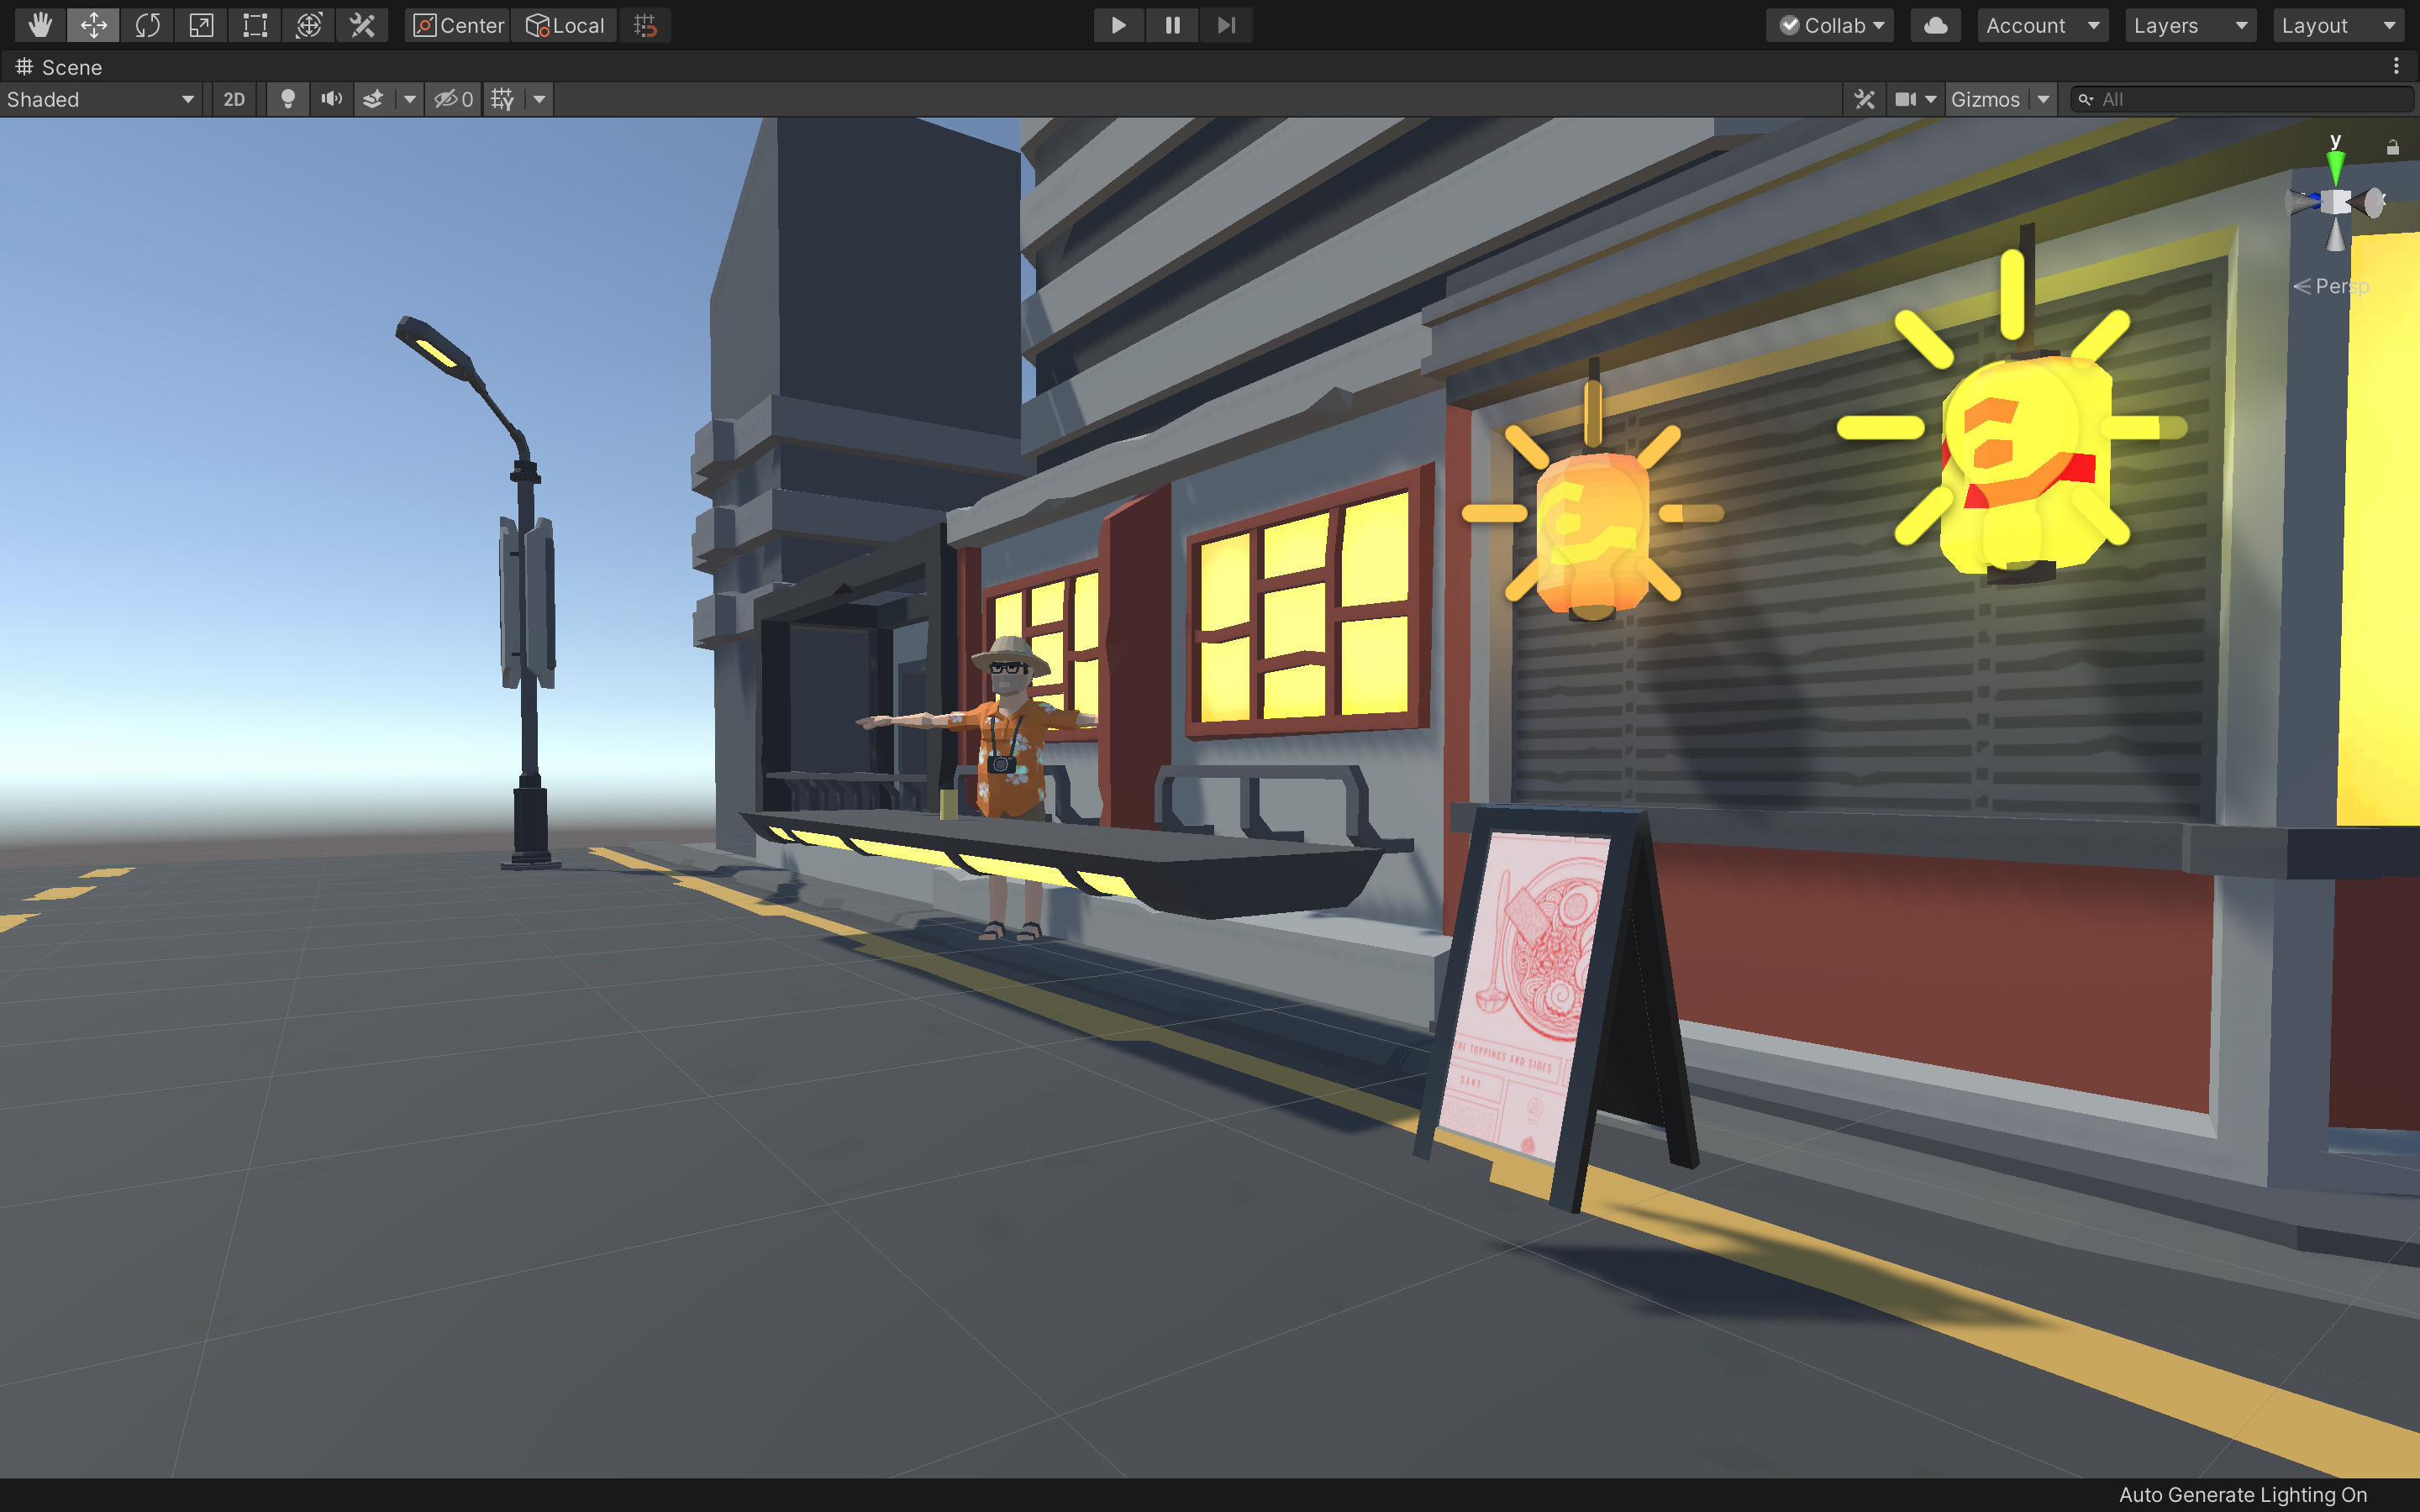 Center
Local
Collab
Account
Layers
Layout
Scene
Shaded
2D
0
Gizmos
All
y
x
Persp
TOPPINGS AND SIDES
SAKE
Auto Generate Lighting On